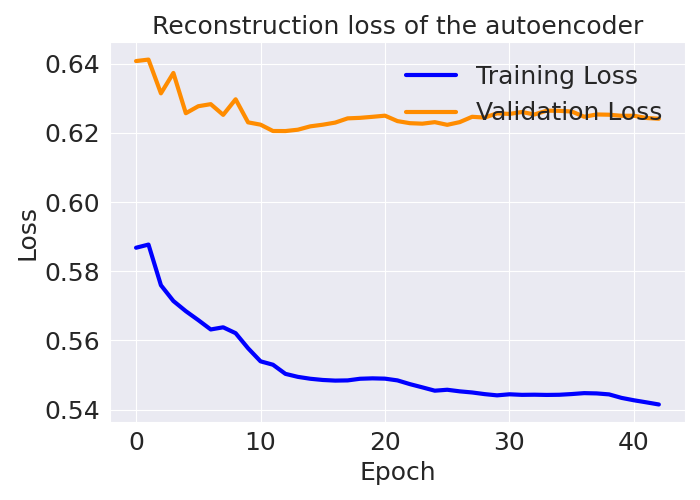 Reconstruction loss of the autoencoder
Training Loss
Validation Loss
Loss
0.64
0.62
0.60
0.58
0.56
0.54
0
10
20
30
40
Epoch